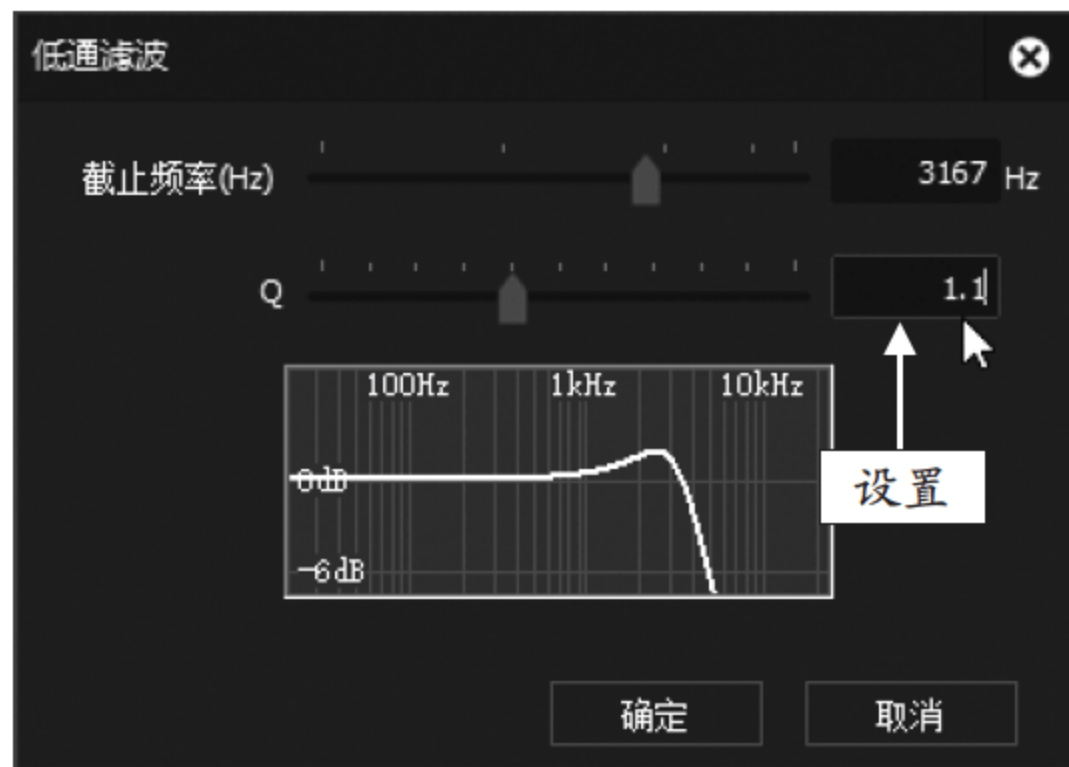 低通滤波
截止频率(Hz) 3167 Hz
Q 1.1
100Hz 1kHz 10kHz
0dB
设置
-6dB
确定 取消